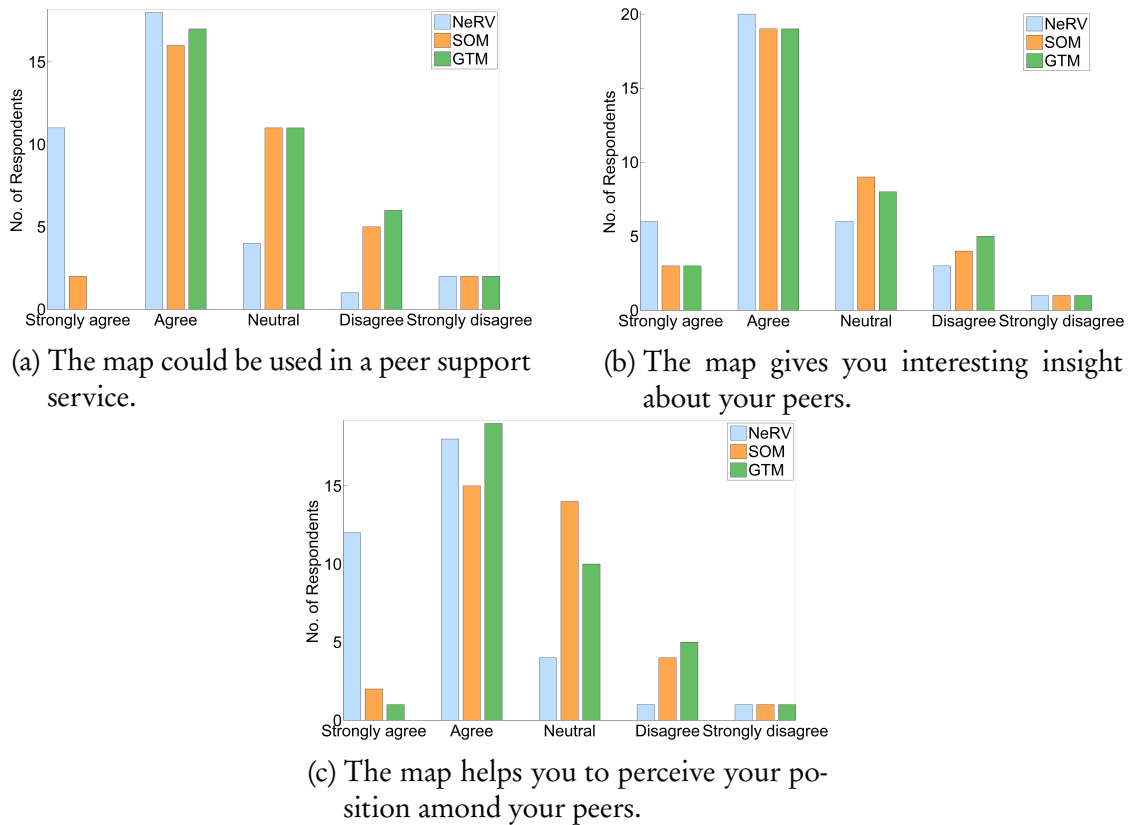 NeRV
SOM
GTM
No. of Respondents
15
10
5
0
Strongly agree Agree Neutral Disagree Strongly disagree
(a) The map could be used in a peer support
service.
NeRV
SOM
GTM
No. of Respondents
20
15
10
5
0
Strongly agree Agree Neutral Disagree Strongly disagree
(b) The map gives you interesting insight
about your peers.
NeRV
SOM
GTM
No. of Respondents
15
10
5
0
Strongly agree Agree Neutral Disagree Strongly disagree
(c) The map helps you to perceive your po-
sition amond your peers.